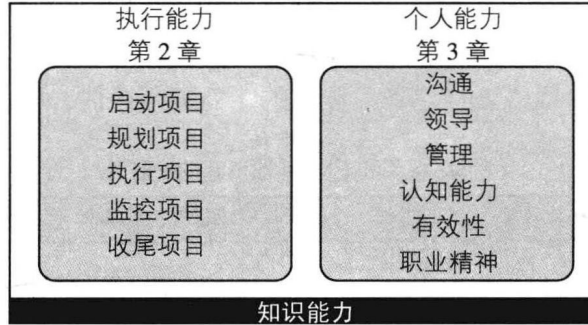 执行能力
第 2 章
启动项目
规划项目
执行项目
监控项目
收尾项目
个人能力
第 3 章
沟通
领导
管理
认知能力
有效性
职业精神
知识能力